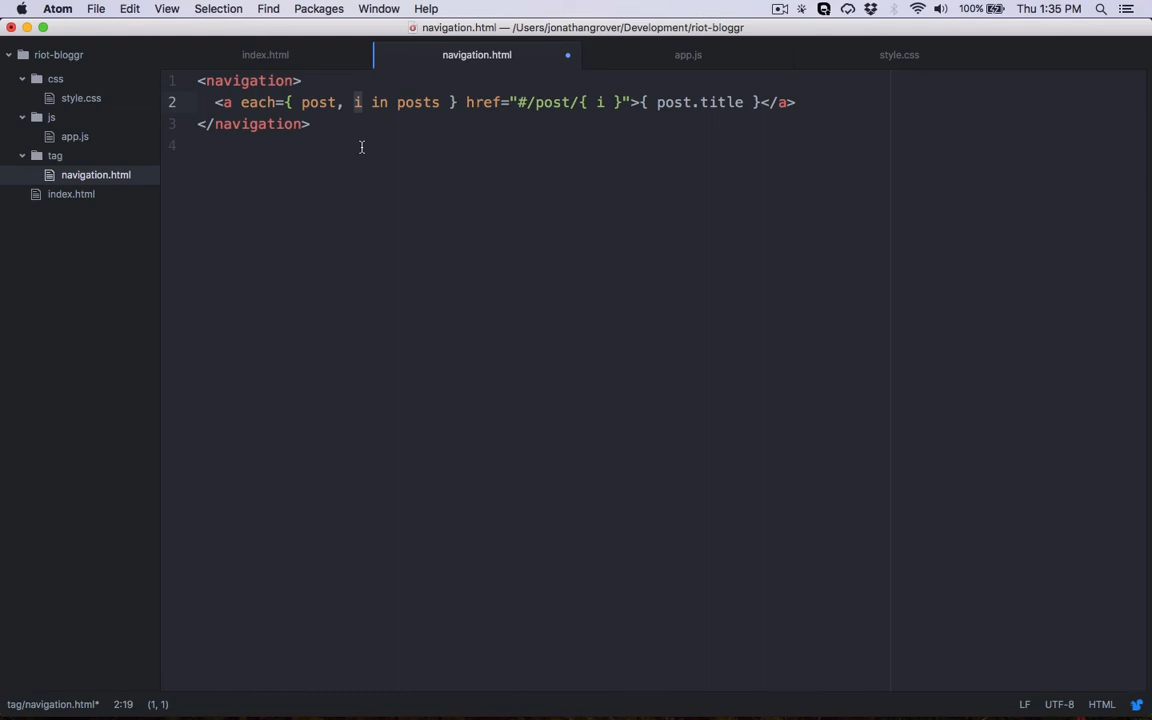 Atom File Edit View Selection Find Packages Window Help 100% Thu 1:35 PM
navigation.html — /Users/jonathangrover/Development/riot-bloggr
riot-bloggr
css
style.css
js
app.js
tag
navigation.html
index.html
index.html navigation.html app.js style.css
1 <navigation>
2 <a each={ post, i in posts } href="#/post/{ i }">{ post.title }</a>
3 </navigation>
4
tag/navigation.html* 2:19 (1, 1) LF UTF-8 HTML